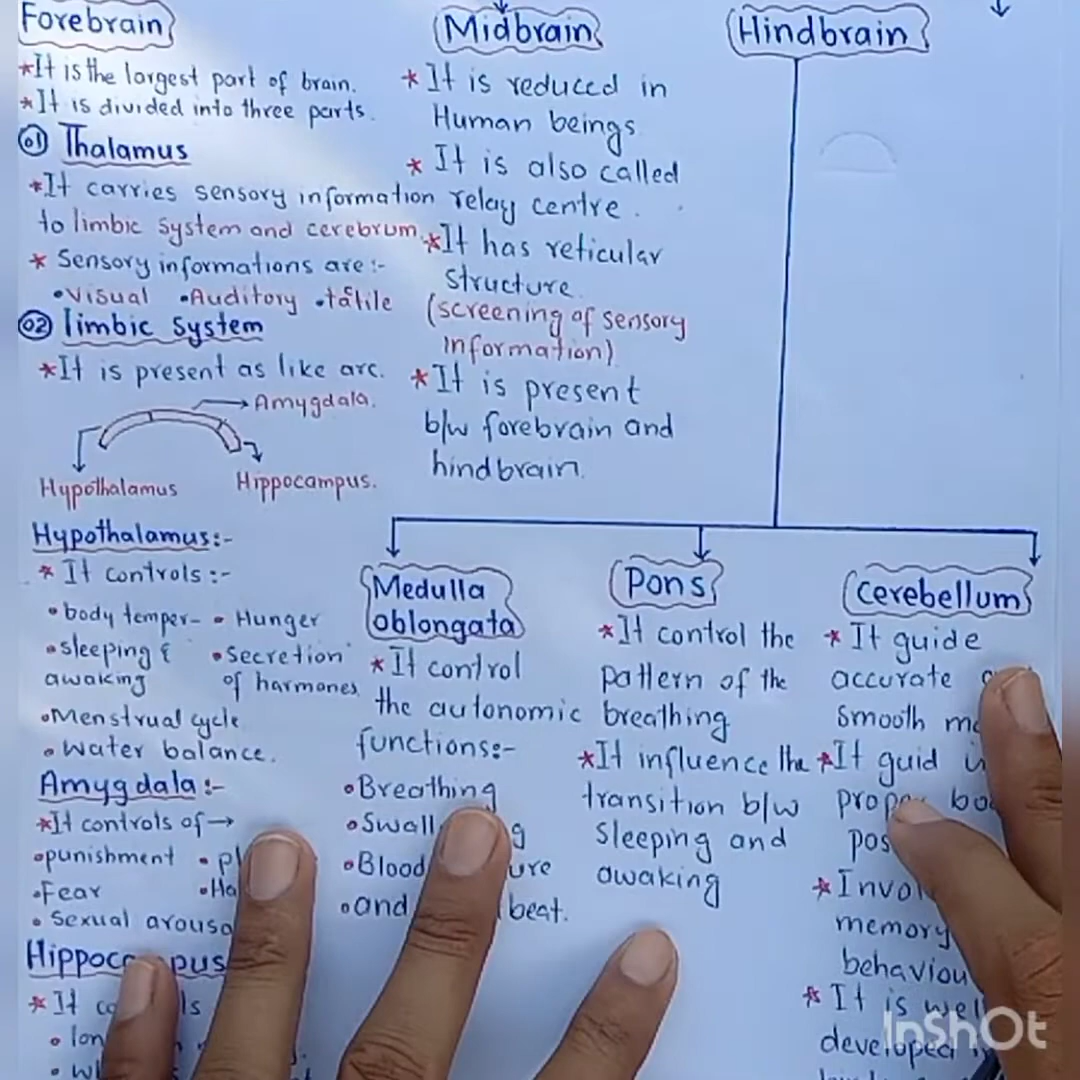 Forebrain
*It is the largest part of brain.
*It is divided into three parts.
01 Thalamus
*It carries sensory information
to limbic system and cerebrum.
* Sensory informations are:-
•Visual •Auditory •tactile
02 limbic System
*It is present as like arc.
Amygdala.
Hypothalamus
Hippocampus.
Hypothalamus:-
* It controls:-
•body temper- • Hunger
•sleeping & •Secretion
awaking of harmones
•Menstrual cycle
•Water balance.
Amygdala:-
*It controls of→
•punishment
•Fear
•Sexual
* It
Midbrain
*It is reduced in
Human beings
* It is also called
relay centre.
*It has reticular
structure.
(screening of sensory
information)
*It is present
b/w forebrain and
hindbrain.
Hindbrain
Medulla
oblongata
*It control
the autonomic
functions:-
•Breathing
•Blood
•and beat.
Pons
*It control the
pattern of the
breathing
*It influence the
transition b/w
Sleeping and
awaking
Cerebellum
* It guide
accurate
Smooth
*It guid
memory
* It is
developed
InShOt